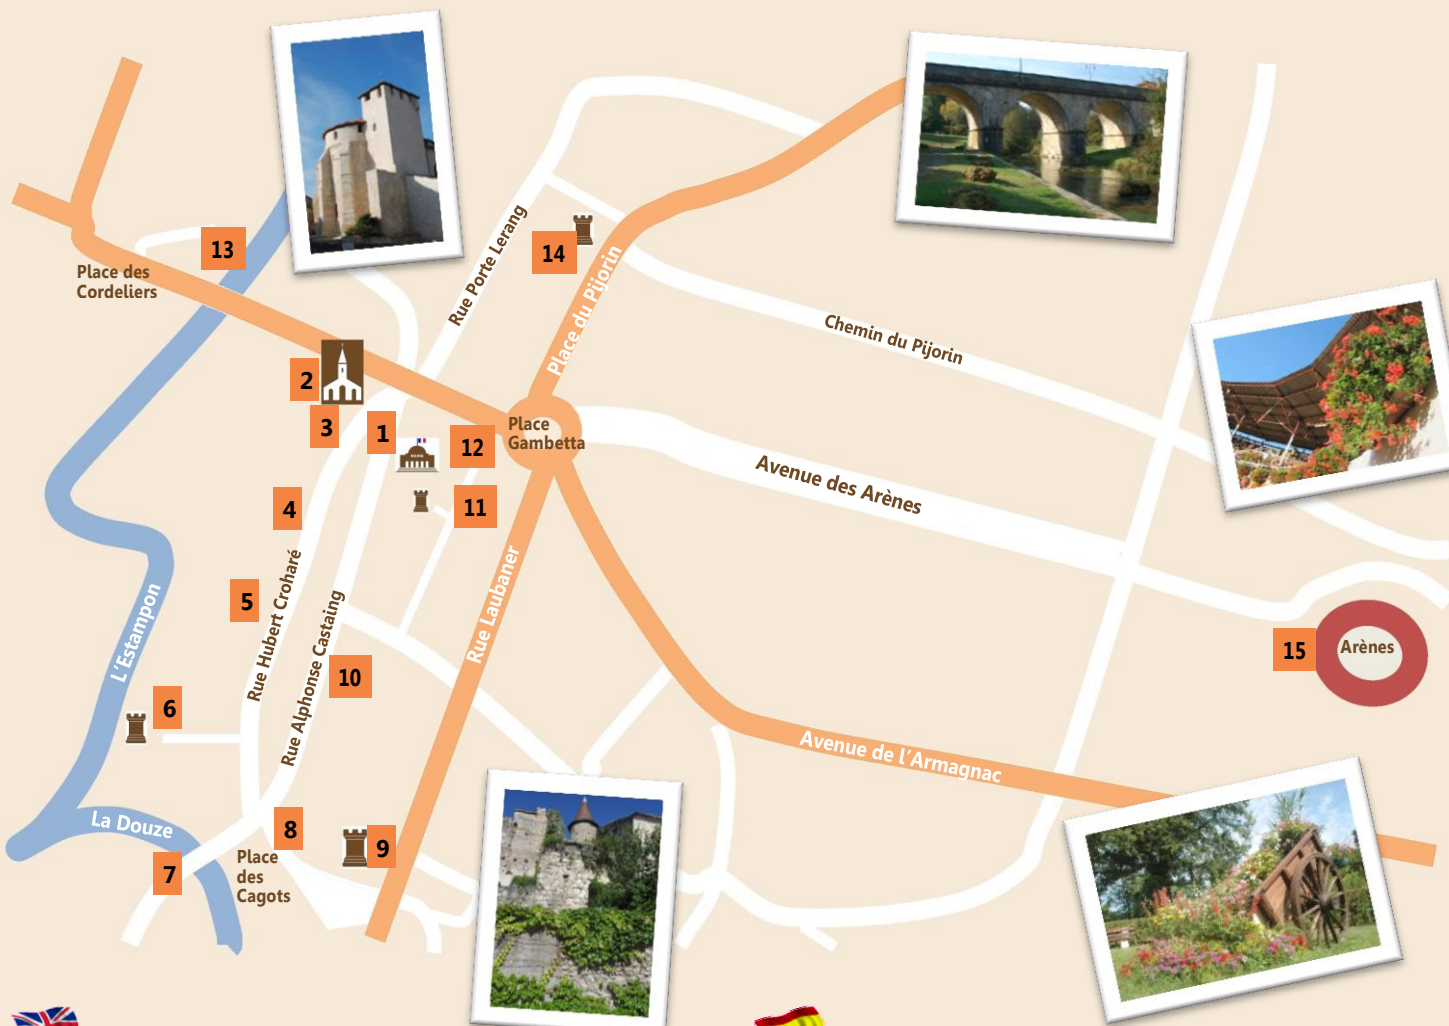 13
Place des
Cordeliers
Rue Porte Lerang
14
Place du Pijorin
Chemin du Pijorin
2
3
1
12
Place
Gambetta
11
Avenue des Arènes
4
5
Rue Hubert Croharé
Rue Alphonse Castaing
10
Rue Laubaner
L'Estampon
6
15
Arènes
Avenue de l'Armagnac
La Douze
7
8
Place
des
Cagots
9